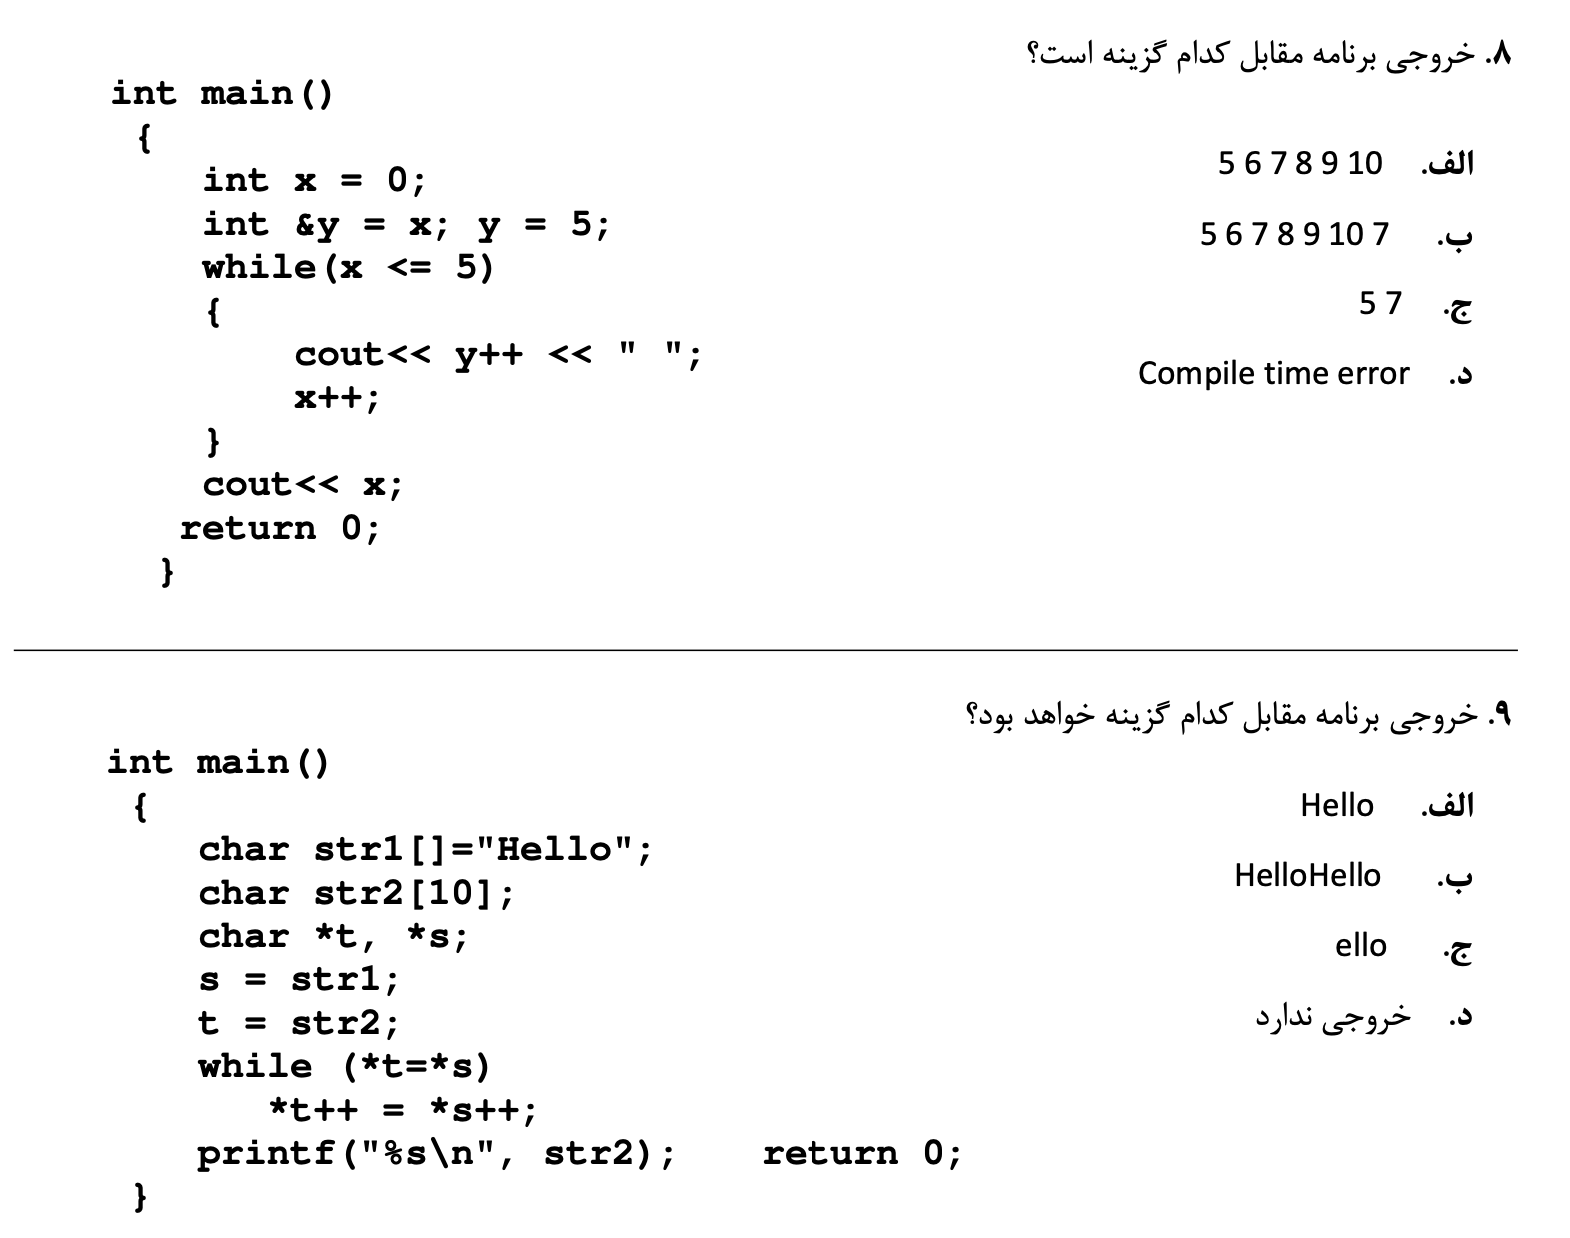 ۸. خروجی برنامه مقابل کدام گزینه است؟
int main()
{
int x = 0;
int &y = x; y = 5;
while(x <= 5)
{
cout<< y++ << " ";
x++;
}
cout<< x;
return 0;
}
الف. 5 6 7 8 9 10
ب. 5 6 7 8 9 10 7
ج. 5 7
د. Compile time error
۹. خروجی برنامه مقابل کدام گزینه خواهد بود؟
int main()
{
char str1[]="Hello";
char str2[10];
char *t, *s;
s = str1;
t = str2;
while (*t=*s)
*t++ = *s++;
printf("%s\n", str2); return 0;
}
الف. Hello
ب. HelloHello
ج. ello
د. خروجی ندارد